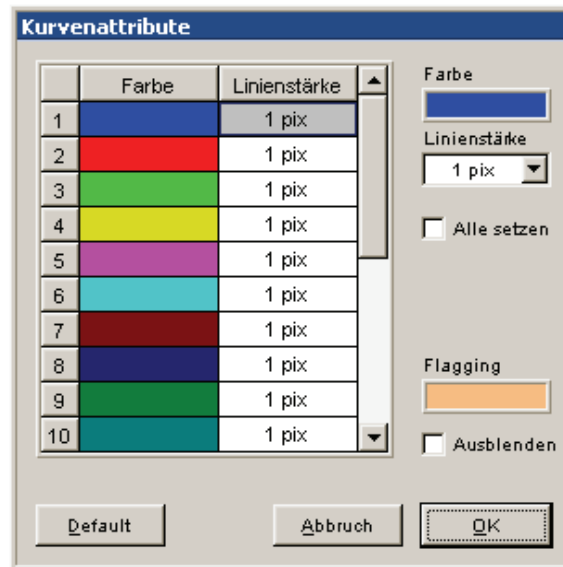 Kurvenattribute
Farbe Linienstärke
1 1 pix
2 1 pix
3 1 pix
4 1 pix
5 1 pix
6 1 pix
7 1 pix
8 1 pix
9 1 pix
10 1 pix
Farbe
Linienstärke
1 pix
Alle setzen
Flagging
Ausblenden
Default Abbruch OK